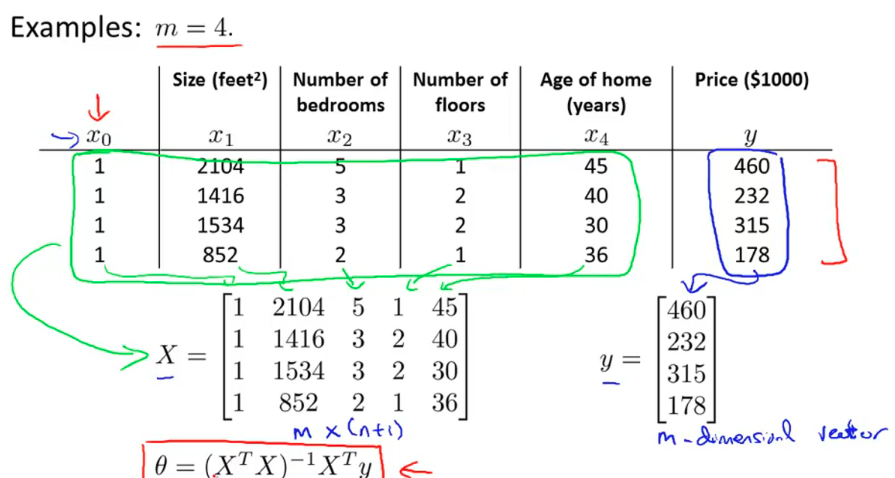 Examples: m = 4.
Size (feet²) Number of bedrooms Number of floors Age of home (years) Price ($1000)
x₀ x₁ x₂ x₃ x₄ y
1 2104 5 1 45 460
1 1416 3 2 40 232
1 1534 3 2 30 315
1 852 2 1 36 178
X = [1 2104 5 1 45
1 1416 3 2 40
1 1534 3 2 30
1 852 2 1 36]
m x (n+1)
y = [460
232
315
178]
m-dimensional vector
θ = (XᵀX)⁻¹Xᵀy